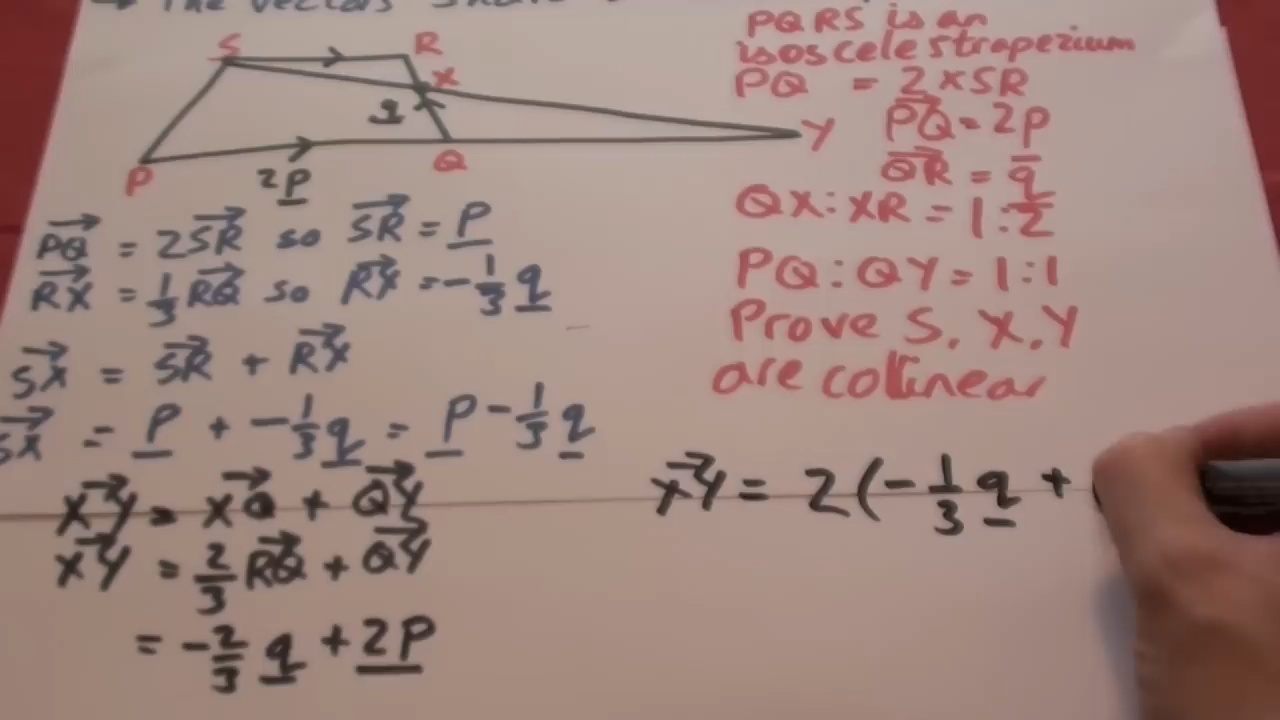 → The vectors share
S
R
X
q
P
2p
Q
Y
PQ = 2SR so SR = p
RX = 1/3 RQ so RX = -1/3 q
SX = SR + RX
SX = p + -1/3 q = p - 1/3 q
XY = XQ + QY
XY = 2/3 RQ + QY
= -2/3 q + 2p
PQRS is an
isosceles trapezium
PQ = 2 × SR
PQ = 2p
QR = q
QX : XR = 1:2
PQ : QY = 1:1
Prove S, X, Y
are collinear
XY = 2(-1/3 q +